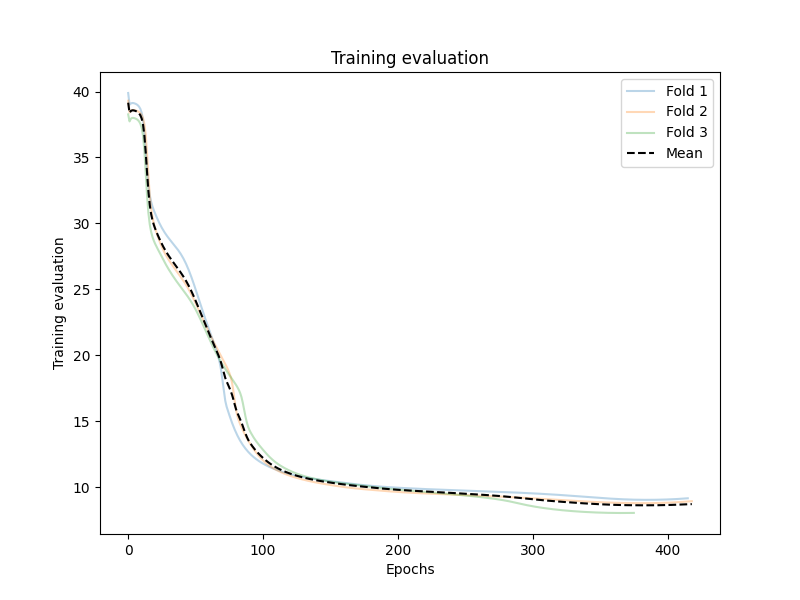 Training evaluation
Fold 1
Fold 2
Fold 3
Mean
Training evaluation
40
35
30
25
20
15
10
0
100
200
300
400
Epochs